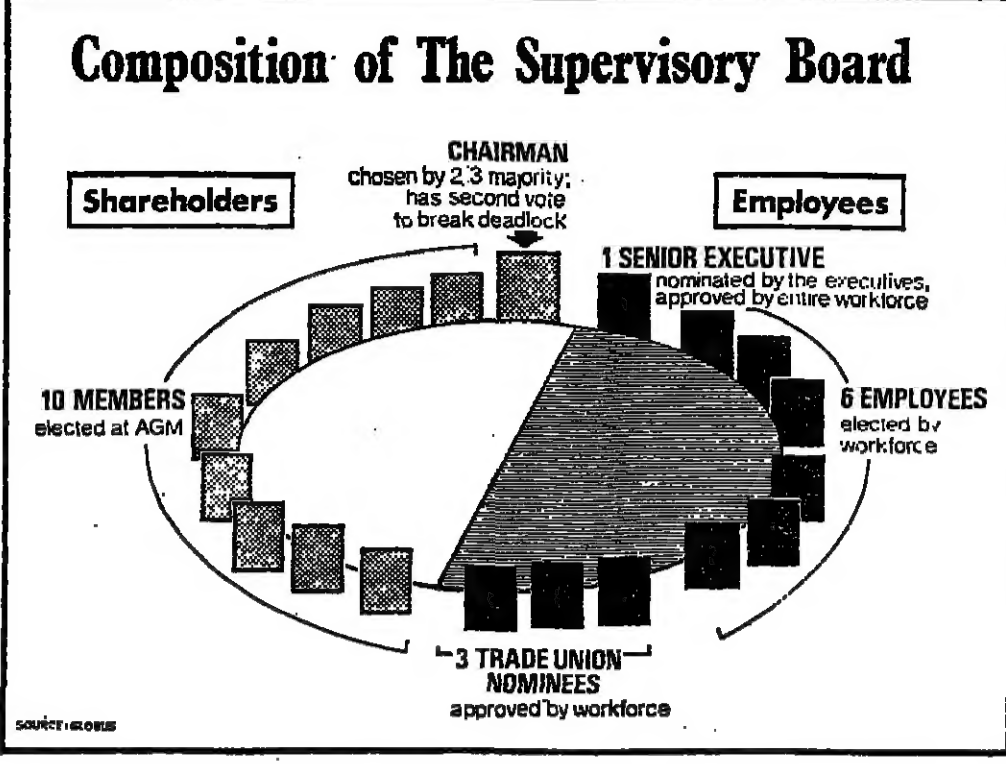 Composition of The Supervisory Board
CHAIRMAN
chosen by 2/3 majority;
has second vote
to break deadlock
Shareholders
Employees
1 SENIOR EXECUTIVE
nominated by the executives,
approved by entire workforce
10 MEMBERS
elected at AGM
6 EMPLOYEES
elected by
workforce
3 TRADE UNION
NOMINEES
approved by workforce
SOURCE: GLOBUS